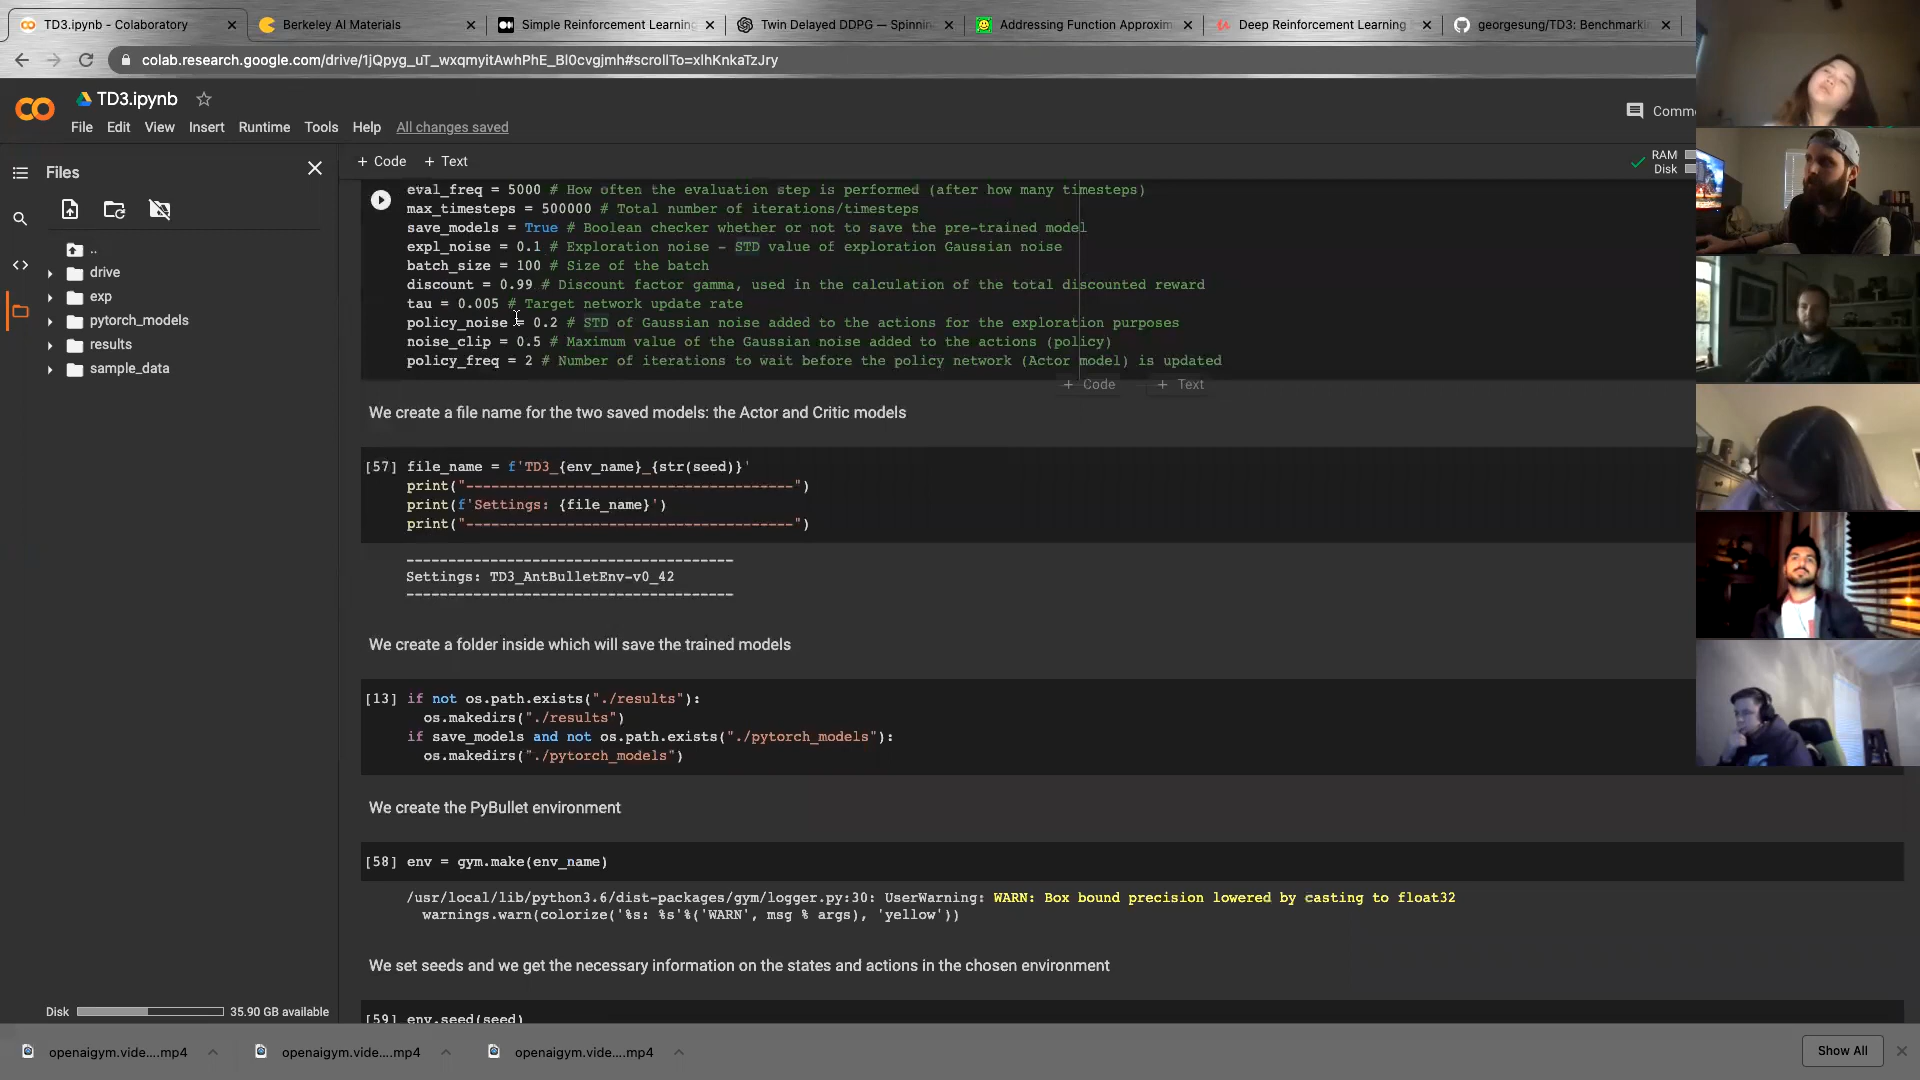 TD3.ipynb - Colaboratory
Berkeley AI Materials
Simple Reinforcement Learning
Twin Delayed DDPG — Spinnin
Addressing Function Approxim
Deep Reinforcement Learning
georgesung/TD3: Benchmarki
colab.research.google.com/drive/1jQpyg_uT_wxqmyitAwhPhE_Bl0cvgjmh#scrollTo=xlhKnkaTzJry
TD3.ipynb
File Edit View Insert Runtime Tools Help All changes saved
Comm
Files
+ Code + Text
RAM
Disk
..
drive
exp
pytorch_models
results
sample_data
eval_freq = 5000 # How often the evaluation step is performed (after how many timesteps)
max_timesteps = 500000 # Total number of iterations/timesteps
save_models = True # Boolean checker whether or not to save the pre-trained model
expl_noise = 0.1 # Exploration noise - STD value of exploration Gaussian noise
batch_size = 100 # Size of the batch
discount = 0.99 # Discount factor gamma, used in the calculation of the total discounted reward
tau = 0.005 # Target network update rate
policy_noise = 0.2 # STD of Gaussian noise added to the actions for the exploration purposes
noise_clip = 0.5 # Maximum value of the Gaussian noise added to the actions (policy)
policy_freq = 2 # Number of iterations to wait before the policy network (Actor model) is updated
+ Code + Text
We create a file name for the two saved models: the Actor and Critic models
[57] file_name = f'TD3_{env_name}_{str(seed)}'
print("---------------------------------------")
print(f'Settings: {file_name}')
print("---------------------------------------")
---------------------------------------
Settings: TD3_AntBulletEnv-v0_42
---------------------------------------
We create a folder inside which will save the trained models
[13] if not os.path.exists("./results"):
os.makedirs("./results")
if save_models and not os.path.exists("./pytorch_models"):
os.makedirs("./pytorch_models")
We create the PyBullet environment
[58] env = gym.make(env_name)
/usr/local/lib/python3.6/dist-packages/gym/logger.py:30: UserWarning: WARN: Box bound precision lowered by casting to float32
warnings.warn(colorize('%s: %s'%('WARN', msg % args), 'yellow'))
We set seeds and we get the necessary information on the states and actions in the chosen environment
[59] env.seed(seed)
Disk 35.90 GB available
openaigym.vide....mp4
openaigym.vide....mp4
openaigym.vide....mp4
Show All